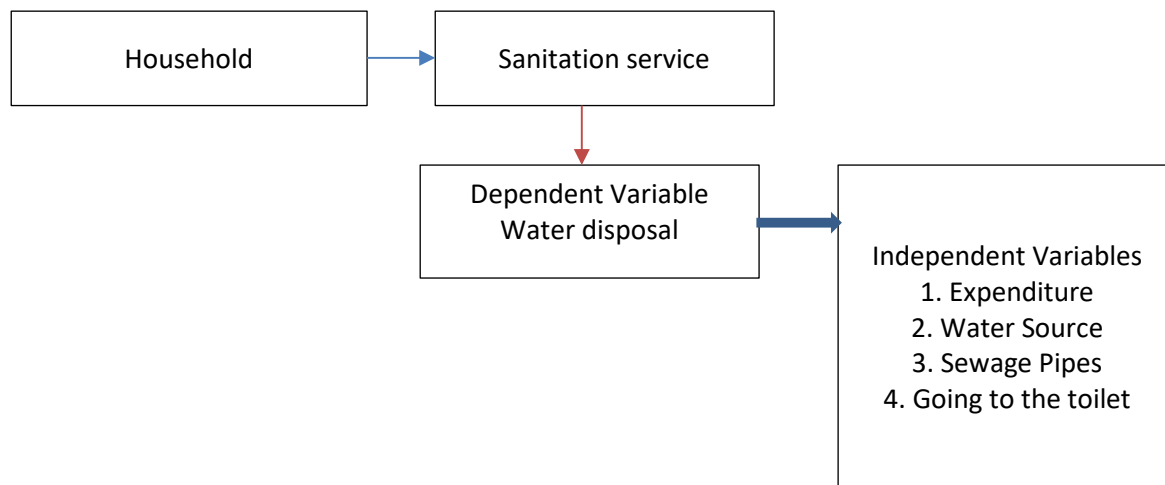 Household
Sanitation service
Dependent Variable
Water disposal
Independent Variables
1. Expenditure
2. Water Source
3. Sewage Pipes
4. Going to the toilet